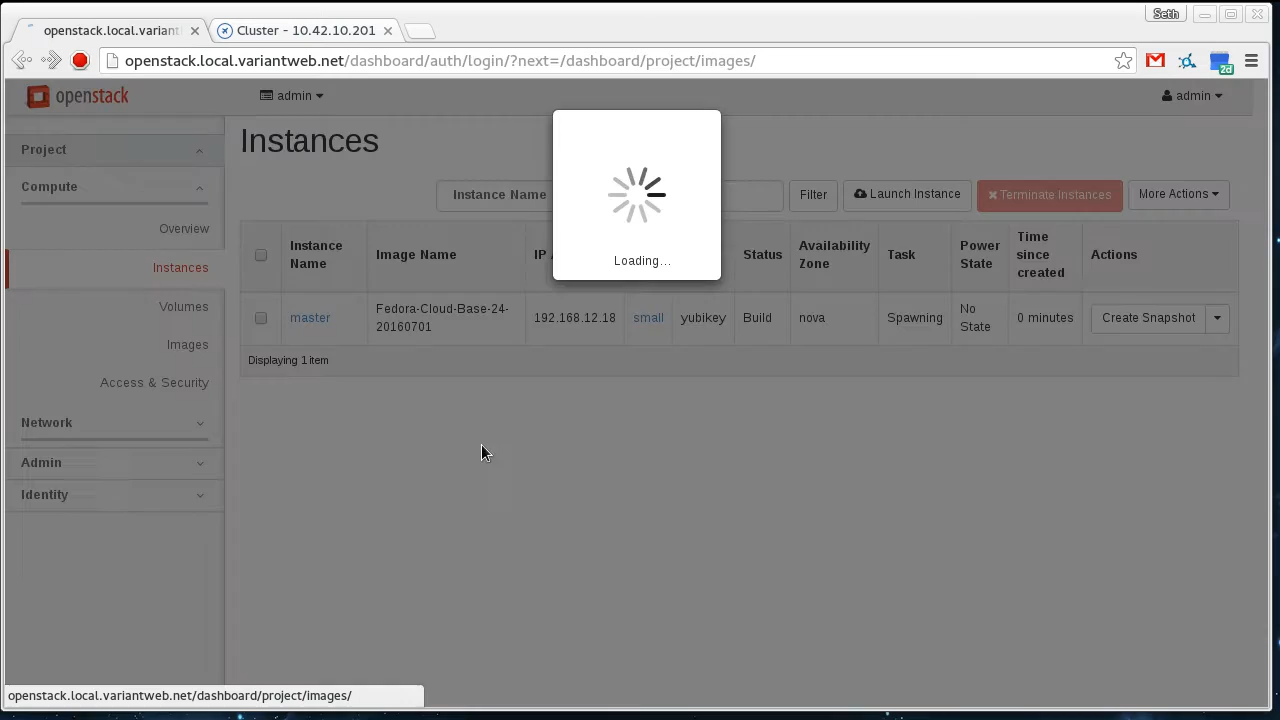 Seth
openstack.local.variant
Cluster - 10.42.10.201
openstack.local.variantweb.net/dashboard/auth/login/?next=/dashboard/project/images/
2d
openstack
admin
admin
Project
Compute
Overview
Instances
Volumes
Images
Access & Security
Network
Admin
Identity
Instances
Instance Name
Filter
Launch Instance
Terminate Instances
More Actions
Instance Name
Image Name
IP
Status
Availability Zone
Task
Power State
Time since created
Actions
master
Fedora-Cloud-Base-24-
20160701
192.168.12.18
small
yubikey
Build
nova
Spawning
No State
0 minutes
Create Snapshot
Displaying 1 item
Loading...
openstack.local.variantweb.net/dashboard/project/images/